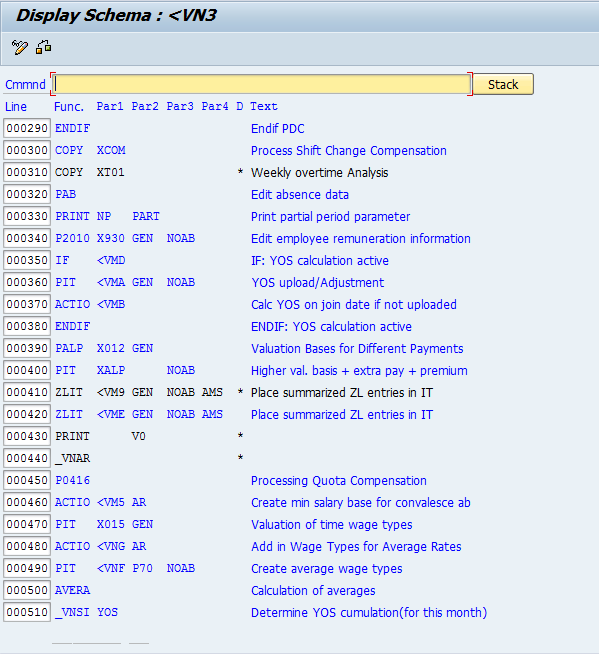 Display Schema : <VN3
Cmmnd Stack
Line Func. Par1 Par2 Par3 Par4 D Text
000290 ENDIF Endif PDC
000300 COPY XCOM Process Shift Change Compensation
000310 COPY XT01 * Weekly overtime Analysis
000320 PAB Edit absence data
000330 PRINT NP PART Print partial period parameter
000340 P2010 X930 GEN NOAB Edit employee remuneration information
000350 IF <VMD IF: YOS calculation active
000360 PIT <VMA GEN NOAB YOS upload/Adjustment
000370 ACTIO <VMB Calc YOS on join date if not uploaded
000380 ENDIF ENDIF: YOS calculation active
000390 PALP X012 GEN Valuation Bases for Different Payments
000400 PIT XALP NOAB Higher val. basis + extra pay + premium
000410 ZLIT <VM9 GEN NOAB AMS * Place summarized ZL entries in IT
000420 ZLIT <VME GEN NOAB AMS Place summarized ZL entries in IT
000430 PRINT V0 *
000440 _VNAR *
000450 P0416 Processing Quota Compensation
000460 ACTIO <VM5 AR Create min salary base for convalesce ab
000470 PIT X015 GEN Valuation of time wage types
000480 ACTIO <VNG AR Add in Wage Types for Average Rates
000490 PIT <VNF P70 NOAB Create average wage types
000500 AVERA Calculation of averages
000510 _VNSI YOS Determine YOS cumulation(for this month)